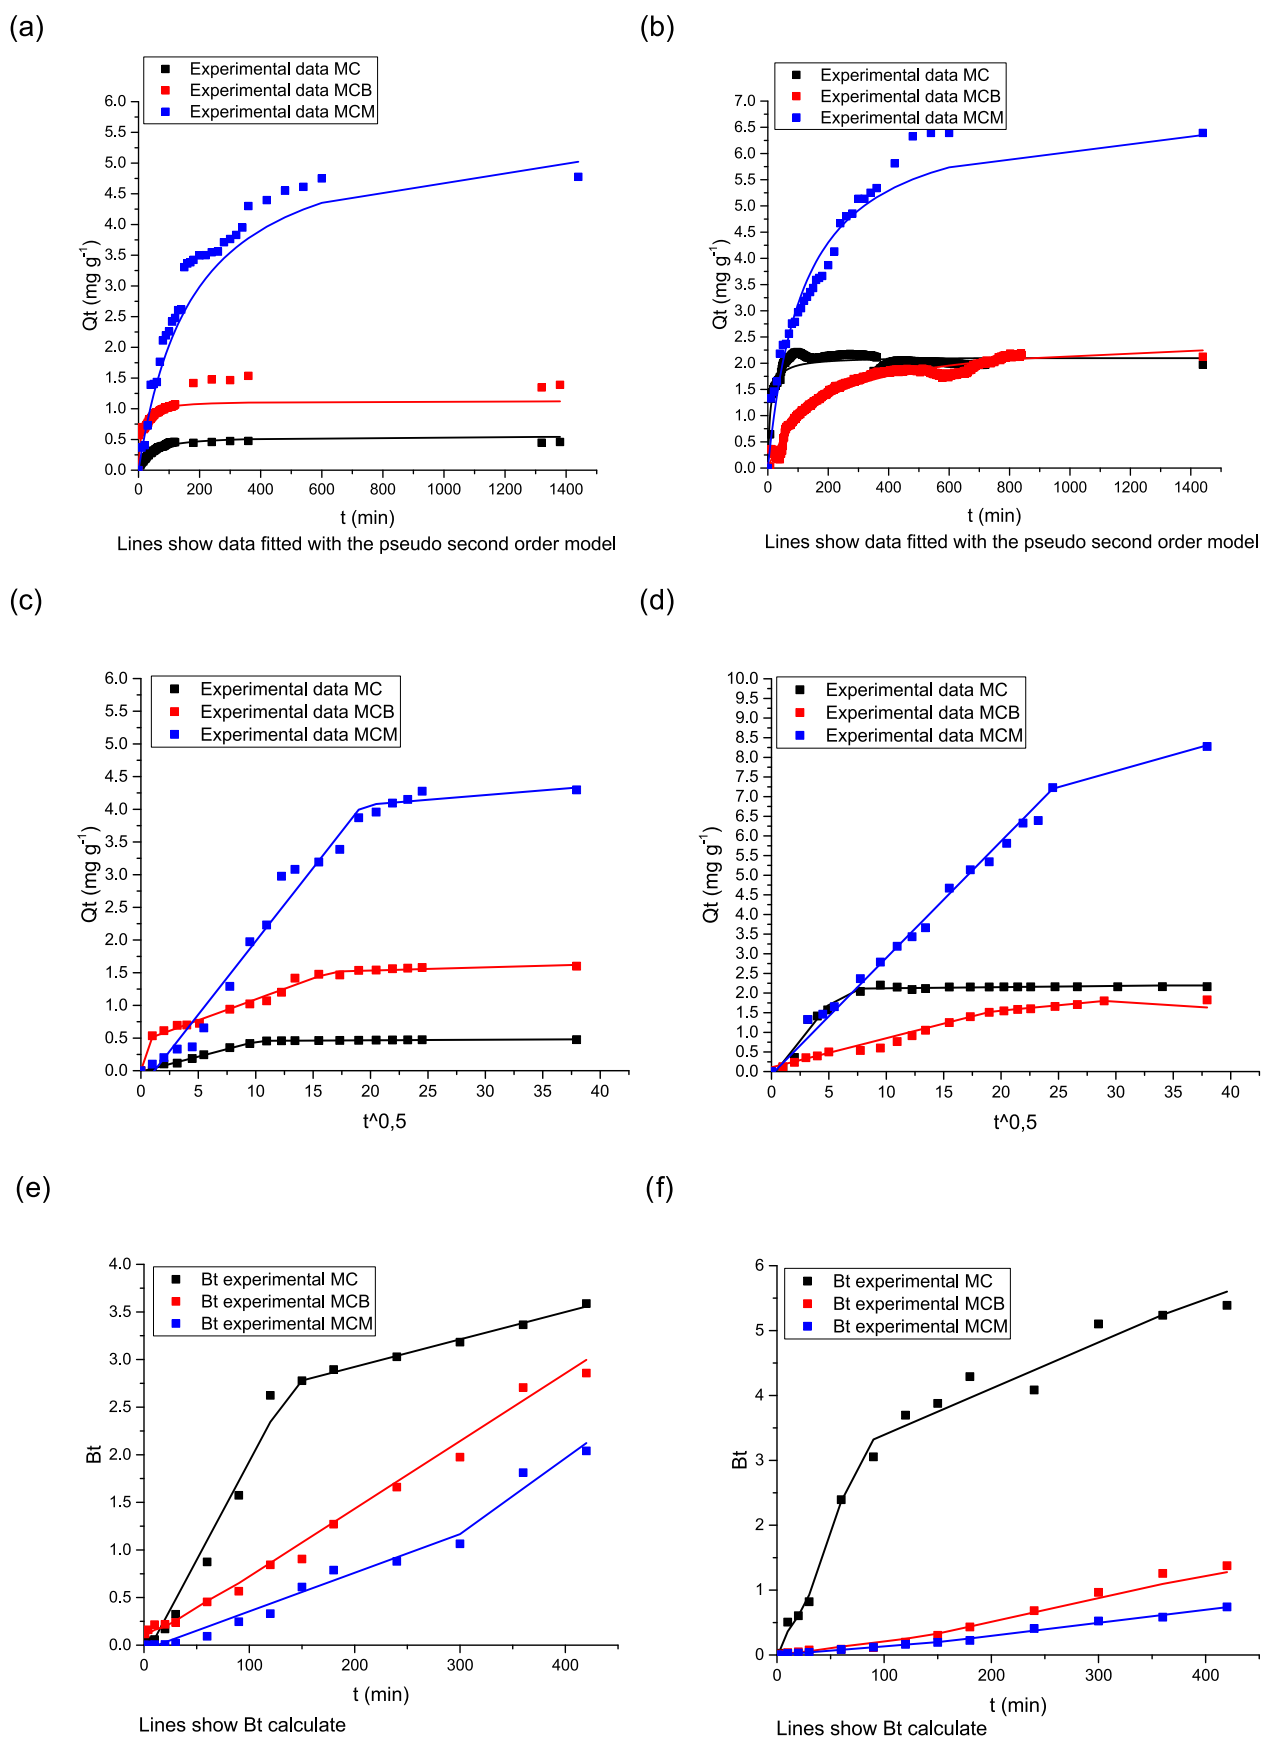 (a)
Experimental data MC
Experimental data MCB
Experimental data MCM
6.0
5.5
5.0
4.5
4.0
3.5
3.0
2.5
2.0
1.5
1.0
0.5
0.0
Qt (mg g⁻¹)
0 200 400 600 800 1000 1200 1400
t (min)
Lines show data fitted with the pseudo second order model
(b)
Experimental data MC
Experimental data MCB
Experimental data MCM
7.0
6.5
6.0
5.5
5.0
4.5
4.0
3.5
3.0
2.5
2.0
1.5
1.0
0.5
0.0
Qt (mg g⁻¹)
0 200 400 600 800 1000 1200 1400
t (min)
Lines show data fitted with the pseudo second order model
(c)
Experimental data MC
Experimental data MCB
Experimental data MCM
6.0
5.5
5.0
4.5
4.0
3.5
3.0
2.5
2.0
1.5
1.0
0.5
0.0
Qt (mg g⁻¹)
0 5 10 15 20 25 30 35 40
t^0,5
(d)
Experimental data MC
Experimental data MCB
Experimental data MCM
10.0
9.5
9.0
8.5
8.0
7.5
7.0
6.5
6.0
5.5
5.0
4.5
4.0
3.5
3.0
2.5
2.0
1.5
1.0
0.5
0.0
Qt (mg g⁻¹)
0 5 10 15 20 25 30 35 40
t^0,5
(e)
Bt experimental MC
Bt experimental MCB
Bt experimental MCM
4.0
3.5
3.0
2.5
2.0
1.5
1.0
0.5
0.0
Bt
0 100 200 300 400
t (min)
Lines show Bt calculate
(f)
Bt experimental MC
Bt experimental MCB
Bt experimental MCM
6
5
4
3
2
1
0
Bt
0 100 200 300 400
t (min)
Lines show Bt calculate